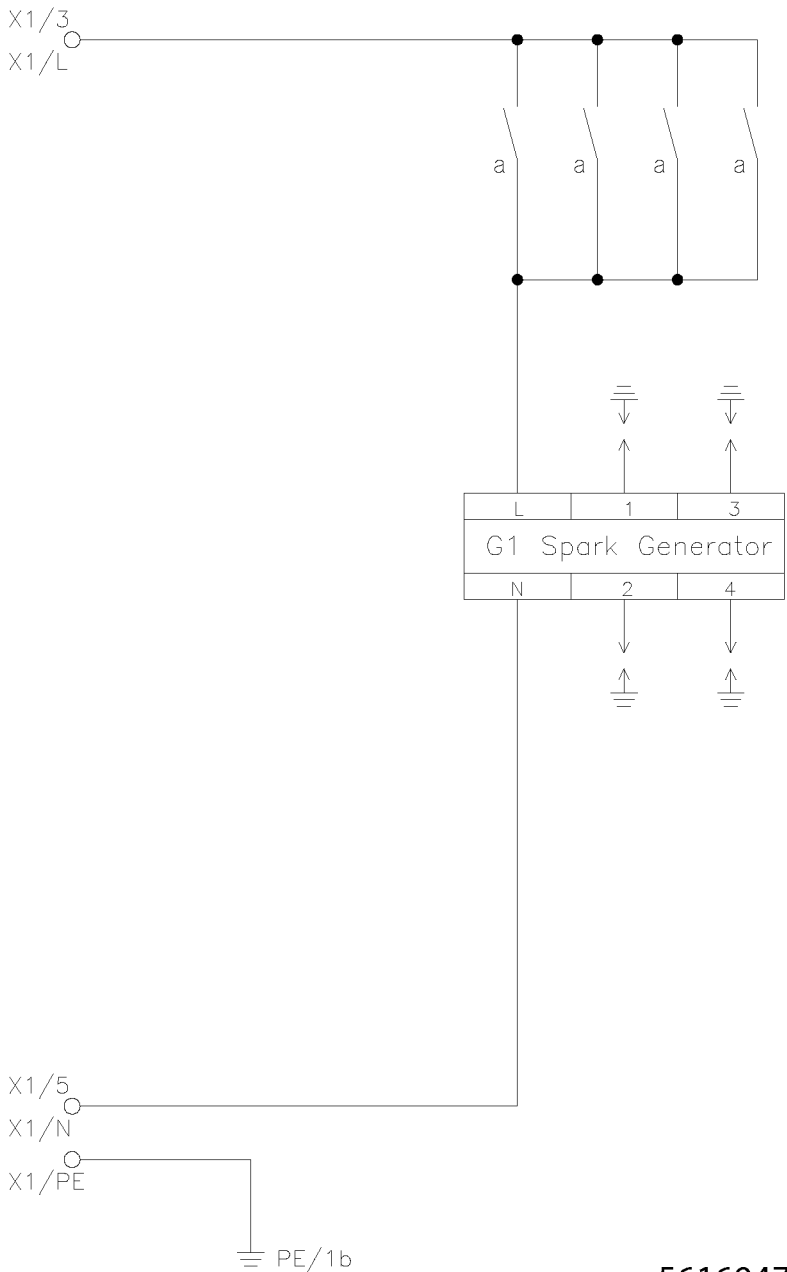 X1/3
X1/L
a a a a
L 1 3
G1 Spark Generator
N 2 4
X1/5
X1/N
X1/PE
PE/1b